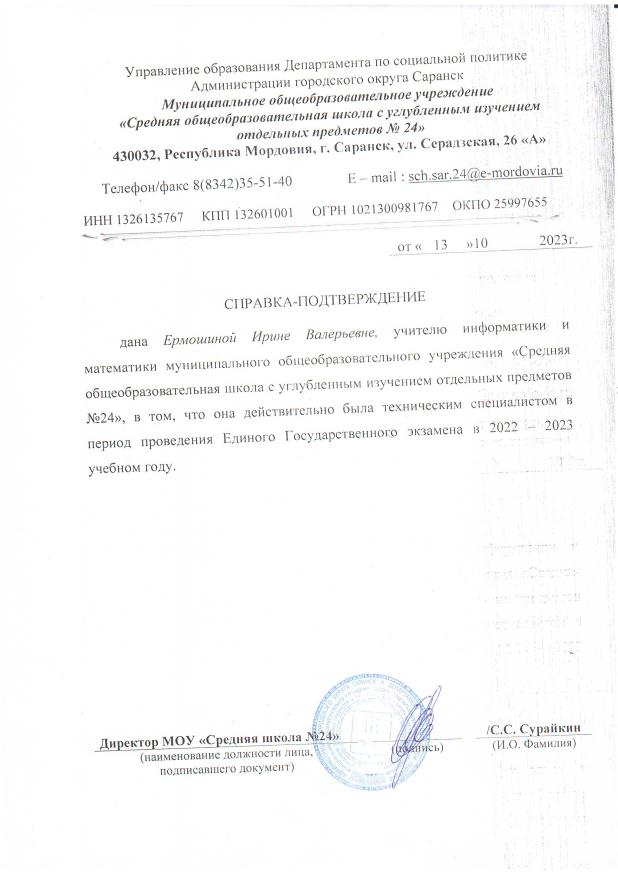 Управление образования Департамента по социальной политике
Администрации городского округа Саранск
Муниципальное общеобразовательное учреждение
«Средняя общеобразовательная школа с углубленным изучением
отдельных предметов № 24»
430032, Республика Мордовия, г. Саранск, ул. Серадзская, 26 «А»
Телефон/факс 8(8342)35-51-40 E – mail : sch.sar.24@e-mordovia.ru
ИНН 1326135767 КПП 132601001 ОГРН 1021300981767 ОКПО 25997655
от « 13 »10 2023г.
СПРАВКА-ПОДТВЕРЖДЕНИЕ
дана Ермошиной Ирине Валерьевне, учителю информатики и
математики муниципального общеобразовательного учреждения «Средняя
общеобразовательная школа с углубленным изучением отдельных предметов
№24», в том, что она действительно была техническим специалистом в
период проведения Единого Государственного экзамена в 2022 – 2023
учебном году.
Директор МОУ «Средняя школа №24» /С.С. Сурайкин
(наименование должности лица, (подпись) (И.О. Фамилия)
подписавшего документ)